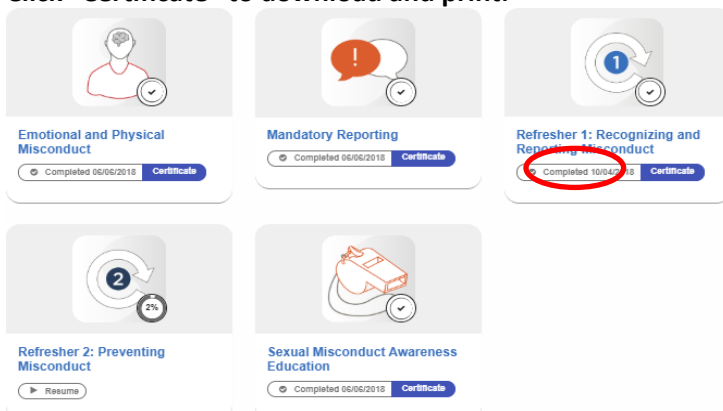 Click "Certificate" to download and print.
!
1
Emotional and Physical
Misconduct
Completed 06/06/2018 Certificate
Mandatory Reporting
Completed 06/06/2018 Certificate
Refresher 1: Recognizing and
Reporting Misconduct
Completed 10/04/2018 Certificate
2
2%
Refresher 2: Preventing
Misconduct
Resume
Sexual Misconduct Awareness
Education
Completed 06/06/2018 Certificate